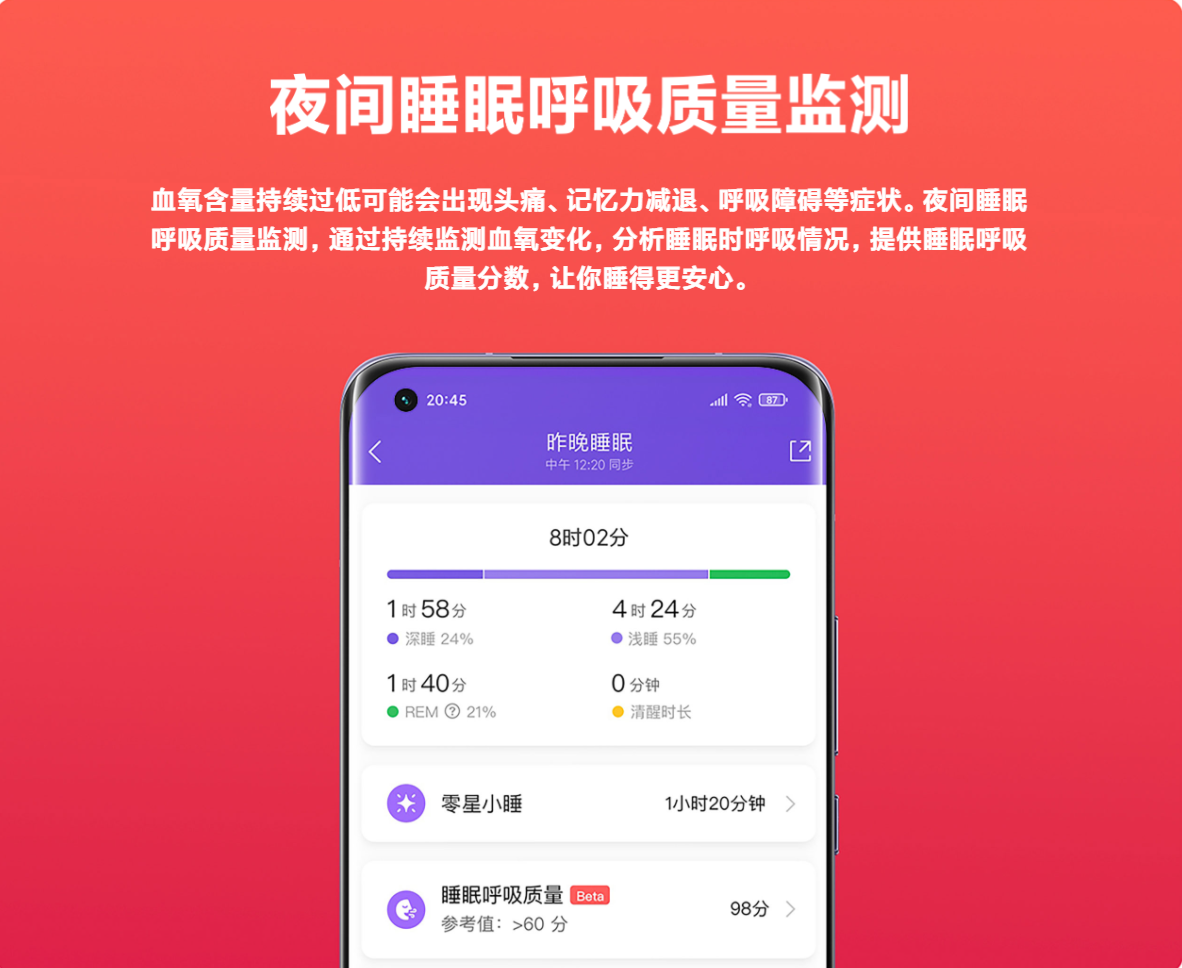 夜间睡眠呼吸质量监测
血氧含量持续过低可能会出现头痛、记忆力减退、呼吸障碍等症状。夜间睡眠
呼吸质量监测，通过持续监测血氧变化，分析睡眠时呼吸情况，提供睡眠呼吸
质量分数，让你睡得更安心。
20:45
87
昨晚睡眠
中午 12:20 同步
8时02分
1时58分
深睡 24%
4时24分
浅睡 55%
1时40分
REM ? 21%
0分钟
清醒时长
零星小睡
1小时20分钟
睡眠呼吸质量 Beta
参考值：>60 分
98分